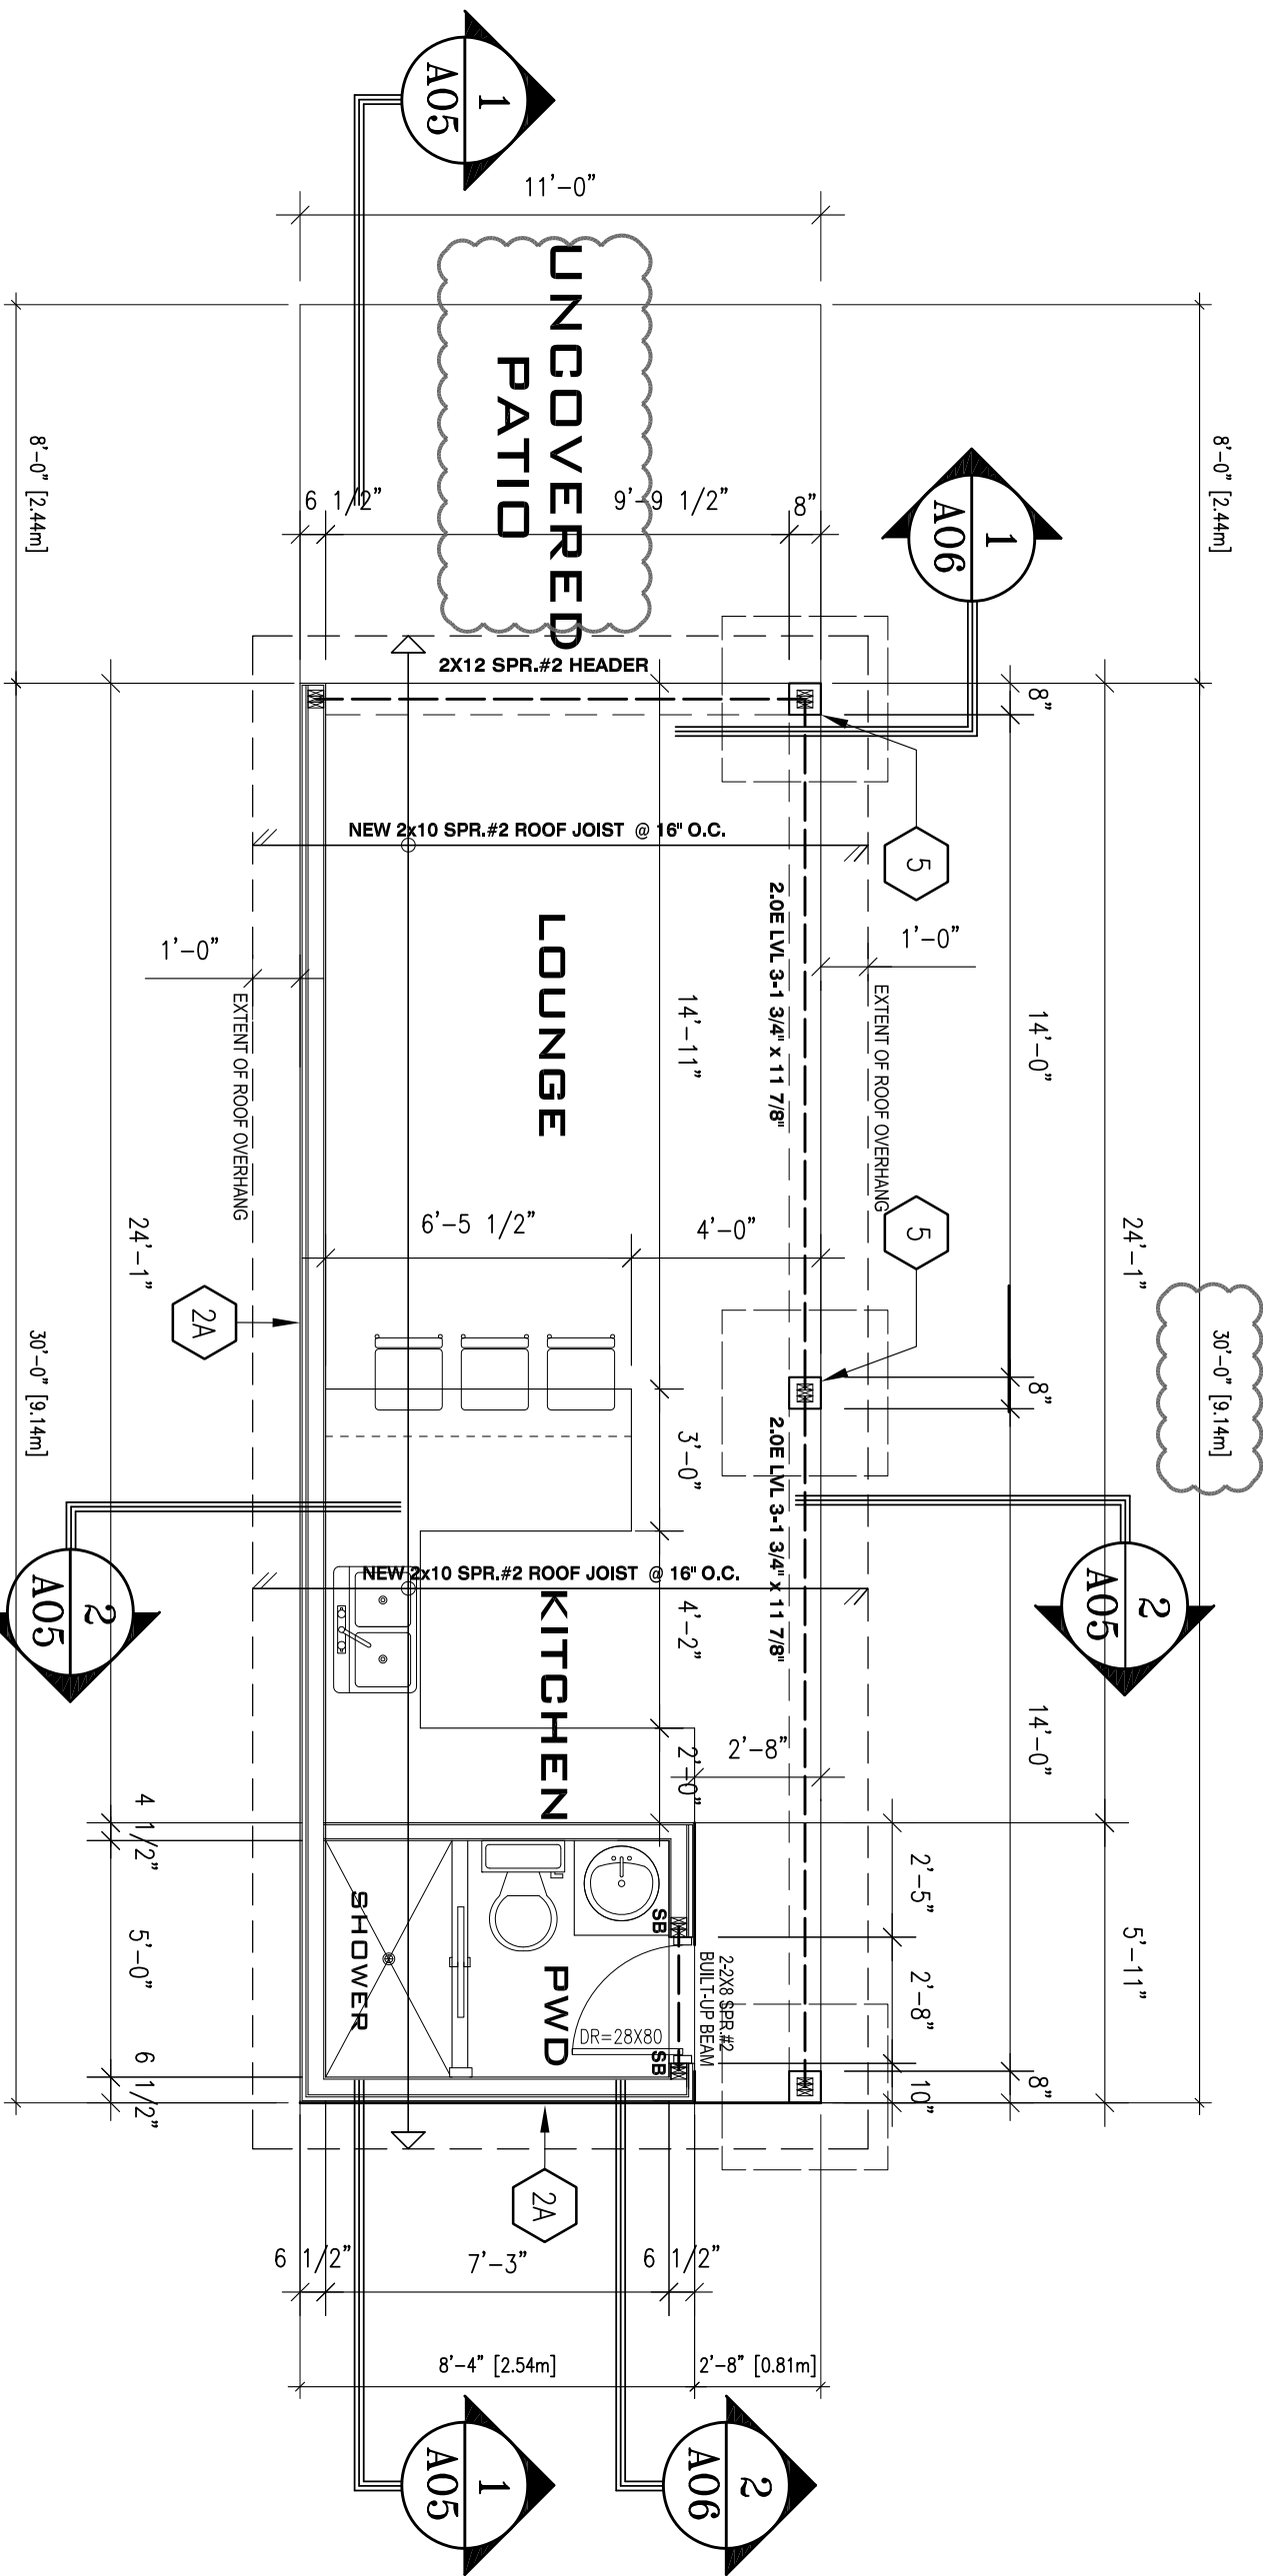 1
A05
11'-0"
UNCOVERED
PATIO
8'-0" [2.44m]
8'-0" [2.44m]
6 1/2"
9'-9 1/2"
8"
1
A06
2X12 SPR.#2 HEADER
8"
NEW 2x10 SPR.#2 ROOF JOIST @ 16" O.C.
5
1'-0"
1'-0"
EXTENT OF ROOF OVERHANG
EXTENT OF ROOF OVERHANG
LOUNGE
14'-11"
2.0E LVL 3-1 3/4" x 11 7/8"
14'-0"
6'-5 1/2"
4'-0"
5
24'-1"
24'-1"
2A
30'-0" [9.14m]
30'-0" [9.14m]
8"
3'-0"
2.0E LVL 3-1 3/4" x 11 7/8"
2
A05
2
A05
NEW 2x10 SPR.#2 ROOF JOIST @ 16" O.C.
KITCHEN
4'-2"
2'-0"
2'-8"
14'-0"
4 1/2"
5'-0"
6 1/2"
SHOWER
PWD
SB
SB
DR=28X80
2-2X8 SPR.#2
BUILT-UP BEAM
2'-5"
2'-8"
10"
8"
5'-11"
2A
6 1/2"
7'-3"
6 1/2"
8'-4" [2.54m]
2'-8" [0.81m]
1
A05
2
A06